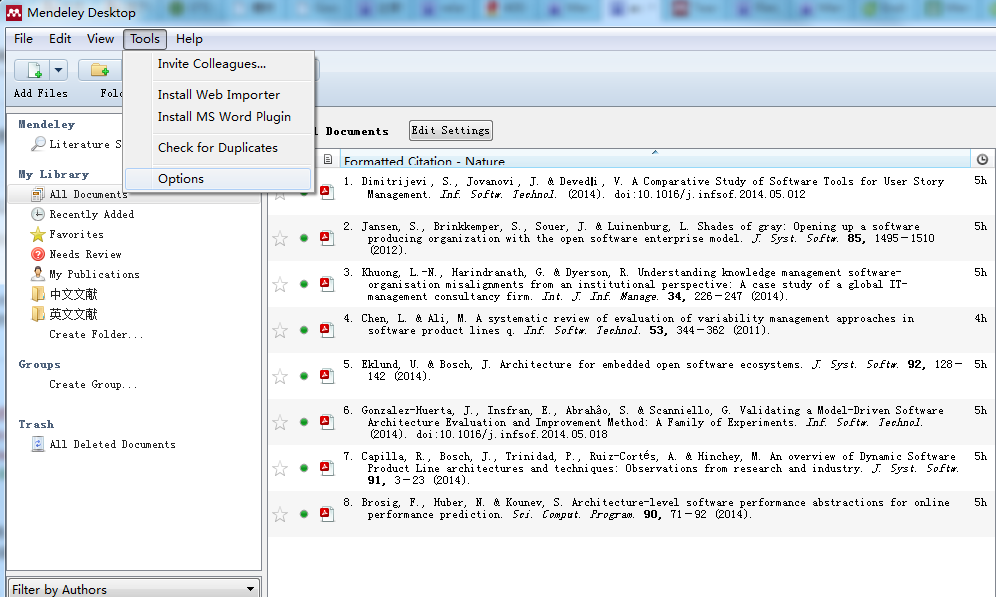 Mendeley Desktop
File Edit View Tools Help
Invite Colleagues...
Install Web Importer
Install MS Word Plugin
Check for Duplicates
Options
Add Files
Documents Edit Settings
Mendeley
Literature S
My Library
All Documents
Recently Added
Favorites
Needs Review
My Publications
中文文献
英文文献
Create Folder...
Groups
Create Group...
Trash
All Deleted Documents
Filter by Authors
Formatted Citation - Nature
1. Dimitrijevi, S., Jovanovi, J. & Devedi, V. A Comparative Study of Software Tools for User Story 5h
Management. Inf. Softw. Technol. (2014). doi:10.1016/j.infsof.2014.05.012
2. Jansen, S., Brinkkemper, S., Souer, J. & Luinenburg, L. Shades of gray: Opening up a software 5h
producing organization with the open software enterprise model. J. Syst. Softw. 85, 1495–1510
(2012).
3. Khuong, L.-N., Harindranath, G. & Dyerson, R. Understanding knowledge management software- 5h
organisation misalignments from an institutional perspective: A case study of a global IT-
management consultancy firm. Int. J. Inf. Manage. 34, 226–247 (2014).
4. Chen, L. & Ali, M. A systematic review of evaluation of variability management approaches in 4h
software product lines q. Inf. Softw. Technol. 53, 344–362 (2011).
5. Eklund, U. & Bosch, J. Architecture for embedded open software ecosystems. J. Syst. Softw. 92, 128– 5h
142 (2014).
6. Gonzalez-Huerta, J., Insfran, E., Abrahão, S. & Scanniello, G. Validating a Model-Driven Software 5h
Architecture Evaluation and Improvement Method: A Family of Experiments. Inf. Softw. Technol.
(2014). doi:10.1016/j.infsof.2014.05.018
7. Capilla, R., Bosch, J., Trinidad, P., Ruiz-Cortés, A. & Hinchey, M. An overview of Dynamic Software 5h
Product Line architectures and techniques: Observations from research and industry. J. Syst. Softw.
91, 3–23 (2014).
8. Brosig, F., Huber, N. & Kounev, S. Architecture-level software performance abstractions for online 5h
performance prediction. Sci. Comput. Program. 90, 71–92 (2014).